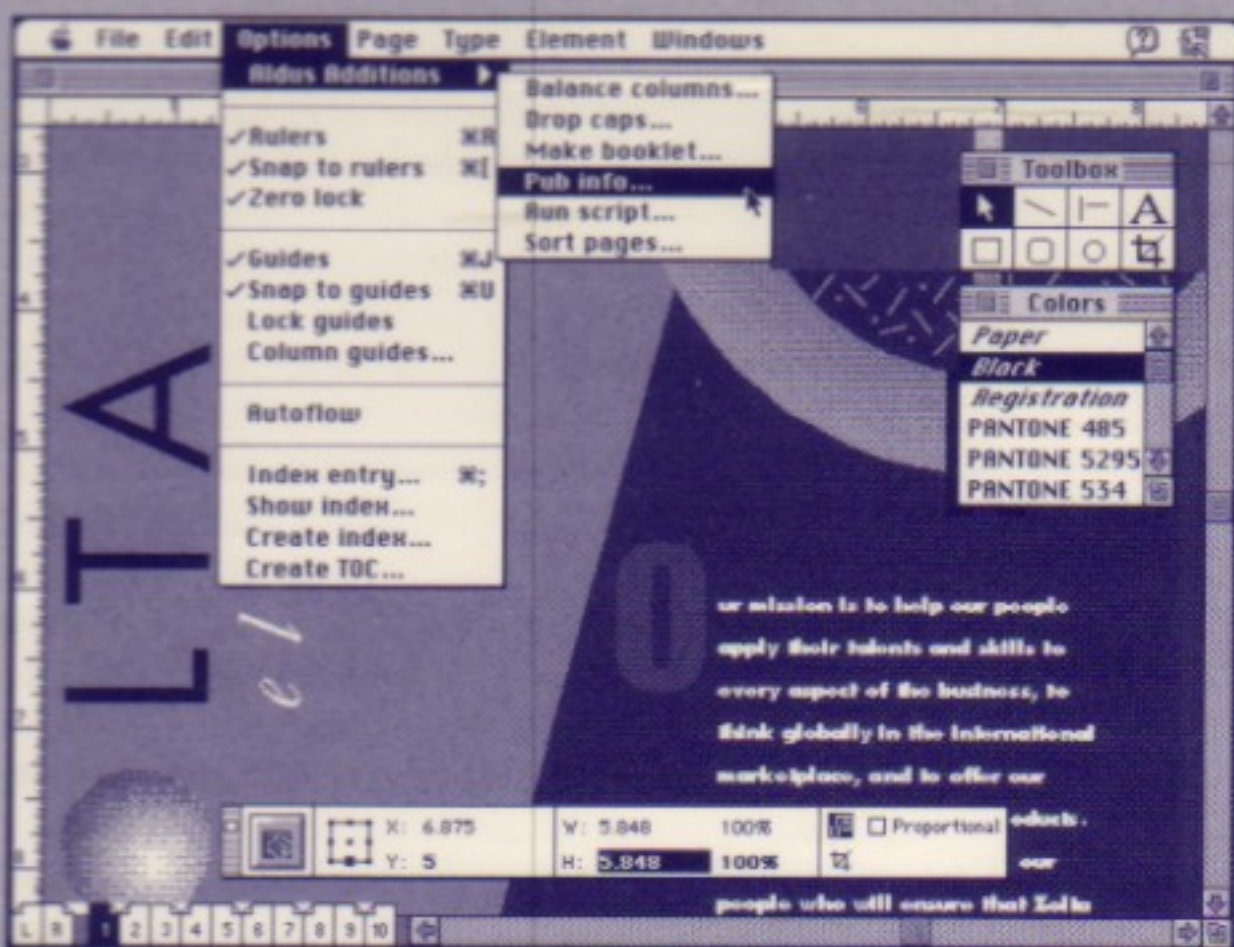 File Edit Options Page Type Element Windows
Aldus Additions
✓Rulers ⌘R
✓Snap to rulers ⌘[
✓Zero lock
✓Guides ⌘J
✓Snap to guides ⌘U
Lock guides
Column guides...
Autoflow
Index entry... ⌘;
Show index...
Create index...
Create TOC...
Balance columns...
Drop caps...
Make booklet...
Pub info...
Run script...
Sort pages...
Toolbox
A
Colors
Paper
Black
Registration
PANTONE 485
PANTONE 5295
PANTONE 534
LTA
Our mission is to help our people
apply their talents and skills to
every aspect of the business, to
think globally in the international
marketplace, and to offer our
oducts.
our
people who will ensure that Zolta
X: 6.875 W: 5.848 100% Proportional
Y: 5 H: 5.848 100%
L R 1 2 3 4 5 6 7 8 9 10